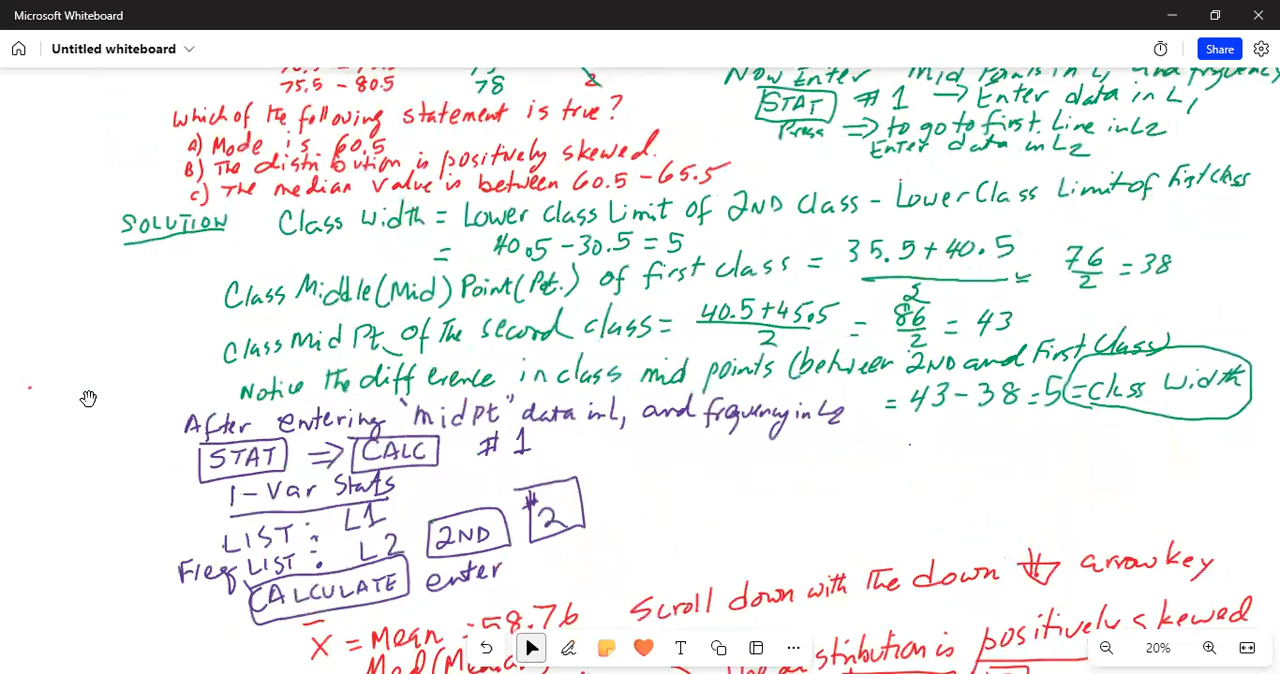 Microsoft Whiteboard
Untitled whiteboard
Share
75.5 - 80.5 78 2
Now Enter Mid Points in L, and frequency
STAT # 1 → Enter data in L1
Press ⇒ to go to first line in L2
Enter data in L2
Which of the following statement is true?
a) Mode is 60.5
B) The distribution is positively skewed.
c) The median value is between 60.5 - 65.5
SOLUTION Class width = Lower class Limit of 2ND class - Lower Class Limit of first class
= 40.5 - 30.5 = 5
Class Middle (Mid) Point (Pt.) of first class = 35.5 + 40.5 / 2 = 76/2 = 38
Class Mid Pt. of the second class = 40.5 + 45.5 / 2 = 86/2 = 43
Notice the difference in class mid points (between 2ND and First Class)
= 43 - 38 = 5 = class width
After entering "mid Pt" data in L, and frequency in L2
STAT ⇒ CALC # 1
1-Var Stats
LIST : L1
Freq LIST : L2 2ND # 2
CALCULATE enter
x̄ = Mean = 58.76 Scroll down with the down arrow key
distribution is positively skewed
20%